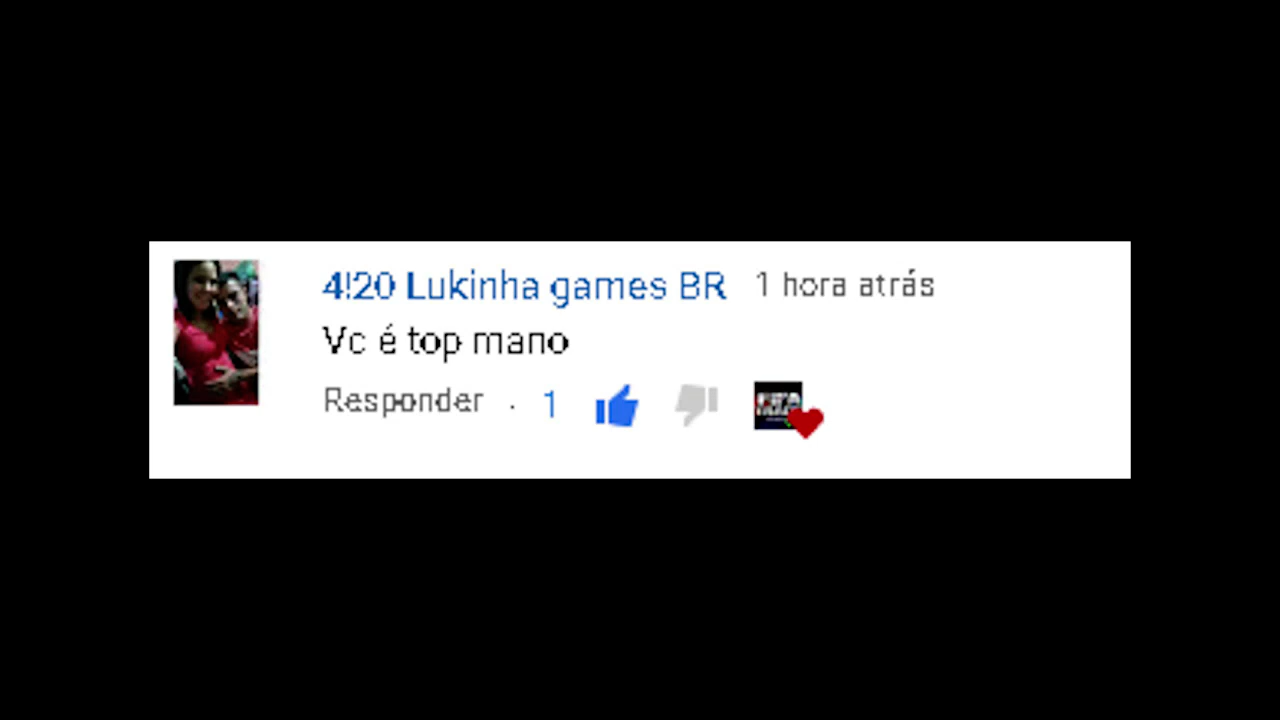 4!20 Lukinha games BR 1 hora atrás
Vc é top mano
Responder · 1